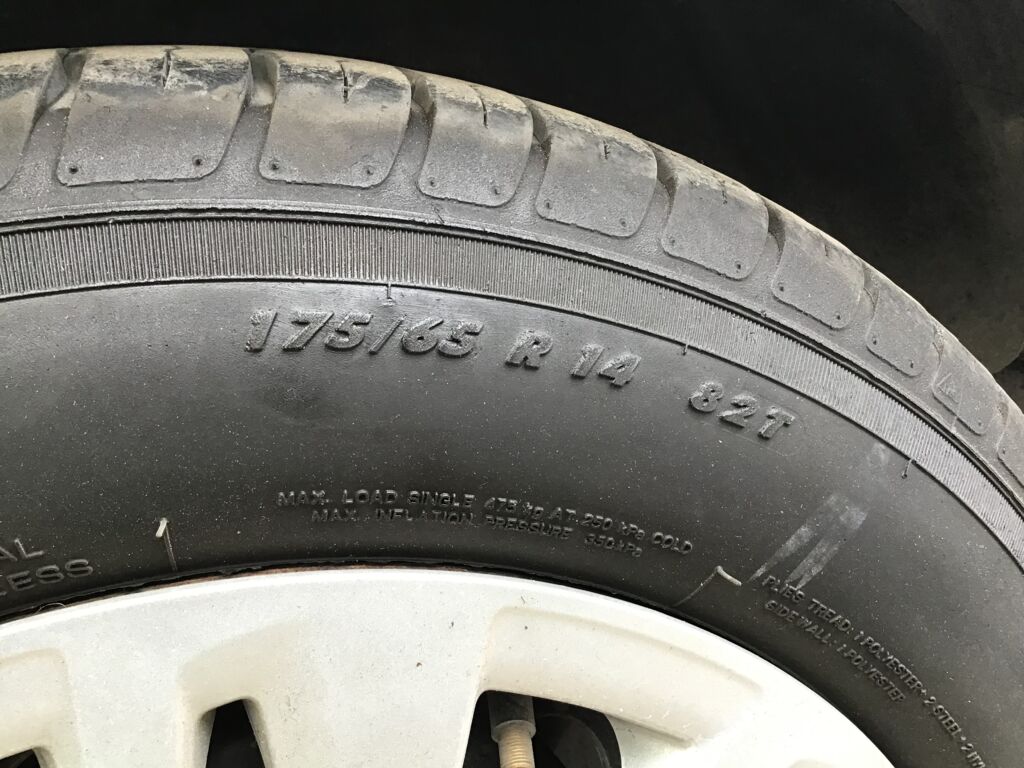 175/65 R 14 82T
MAX. LOAD SINGLE 475 kg AT 250 kPa COLD
MAX. INFLATION PRESSURE 350 kPa
PLIES TREAD: 1 POLYESTER + 2 STEEL +
SIDEWALL: 1 POLYESTER